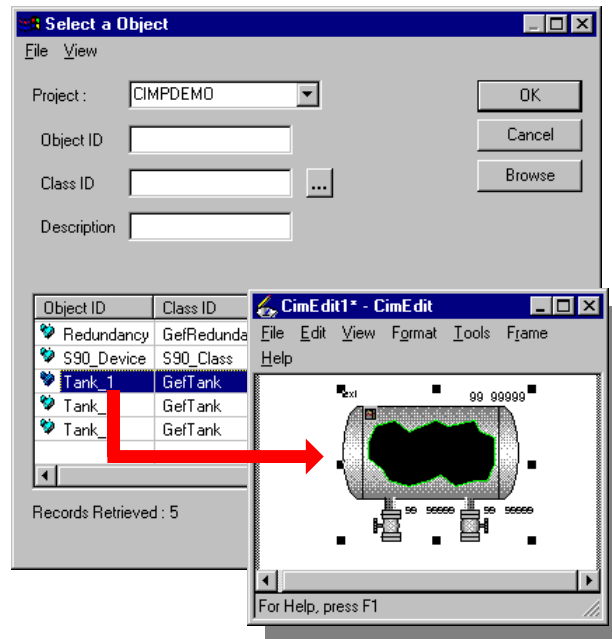 Select a Object
File View
Project : CIMPDEMO
OK
Object ID
Cancel
Class ID
...
Browse
Description
Object ID Class ID
Redundancy GefRedunda
S90_Device S90_Class
Tank_1 GefTank
Tank_ GefTank
Tank_ GefTank
Records Retrieved : 5
CimEdit1* - CimEdit
File Edit View Format Tools Frame
Help
99 99999
99 99999 99 99999
For Help, press F1